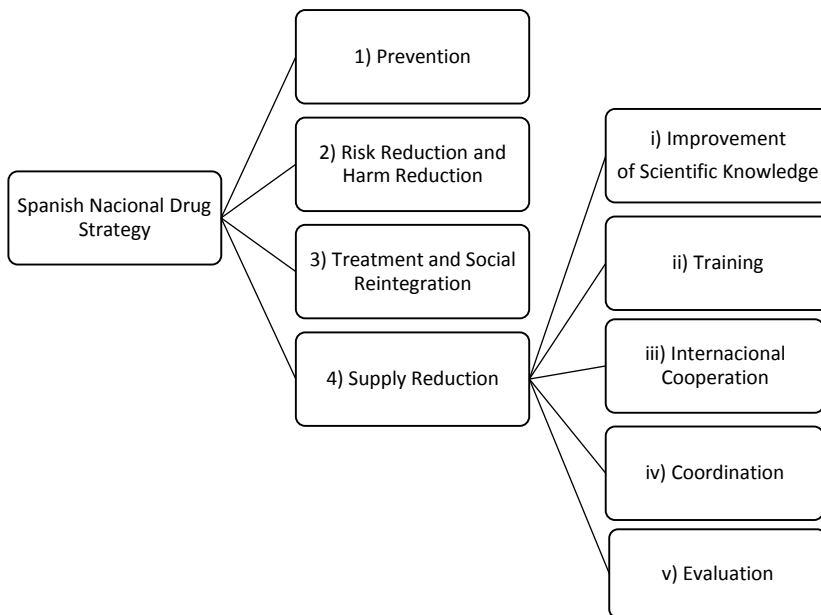 1) Prevention
2) Risk Reduction and
Harm Reduction
Spanish Nacional Drug
Strategy
3) Treatment and Social
Reintegration
4) Supply Reduction
i) Improvement
of Scientific Knowledge
ii) Training
iii) Internacional
Cooperation
iv) Coordination
v) Evaluation